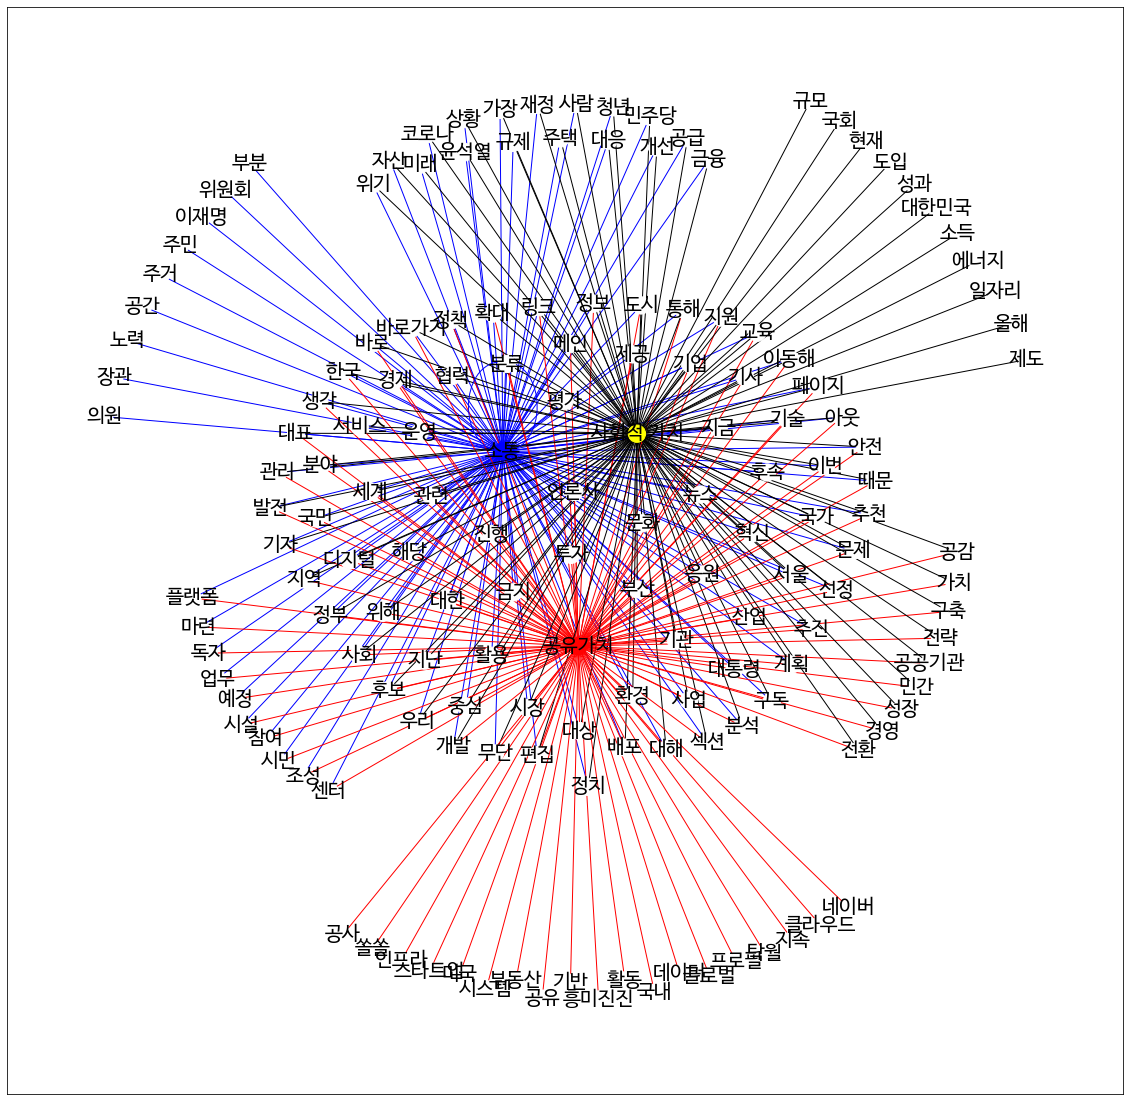 규모
가장
재정
사람
청년
민주당
상황
국회
코로나
윤석열
규제
주택
대응
개선
공급
현재
부분
자산
미래
금융
도입
위기
위원회
성과
이재명
대한민국
주민
소득
주거
에너지
공간
일자리
정책
확대
링크
정보
도시
통해
지원
올해
노력
바로가기
바로
메인
제공
교육
제도
장관
한국
경제
협력
분류
기업
기사
이동해
페이지
의원
생각
평가
대표
서비스
운영
지금
기술
아웃
안전
관리
분야
후속
이번
때문
발전
국민
세계
관련
언론사
뉴스
국가
추천
기자
디지털
해당
진행
투자
문화
혁신
문제
공감
플랫폼
지역
금지
부산
응원
서울
선정
가치
마련
정부
위해
대한
산업
추진
구축
독자
사회
지난
활용
공유가치
기관
대통령
계획
전략
공공기관
업무
후보
민간
예정
우리
중심
시장
환경
사업
구독
성장
시설
참여
개발
무단
편집
대상
배포
대해
섹션
분석
경영
전환
시민
조성
센터
정치
네이버
클라우드
공사
쏠쏠
인프라
스타트업
미국
시스템
부동산
공유
기반
흥미진진
활동
국내
데이터
글로벌
프로필
탁월
지속